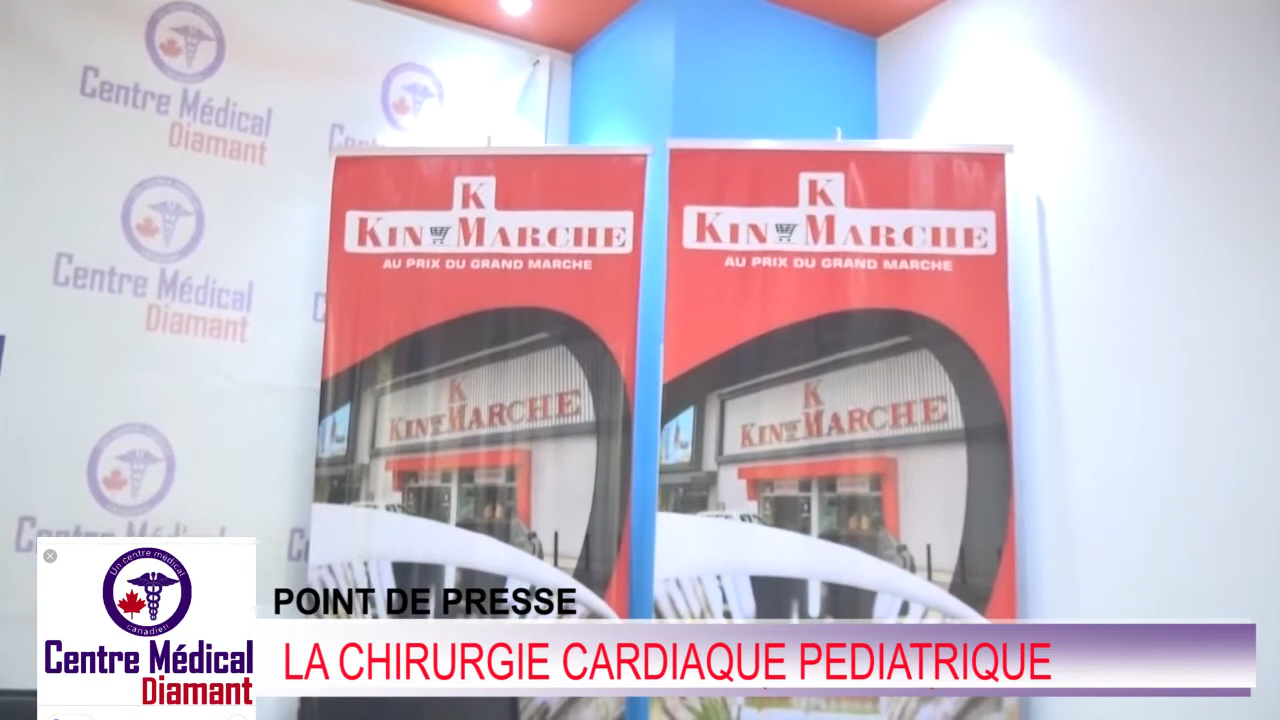 Centre Médical
Diamant
Centre Médical
Diamant
K
KIN MARCHE
AU PRIX DU GRAND MARCHE
K
KIN MARCHE
K
KIN MARCHE
AU PRIX DU GRAND MARCHE
K
KIN MARCHE
Un centre médical
canadien
Centre Médical
Diamant
POINT DE PRESSE
LA CHIRURGIE CARDIAQUE PEDIATRIQUE